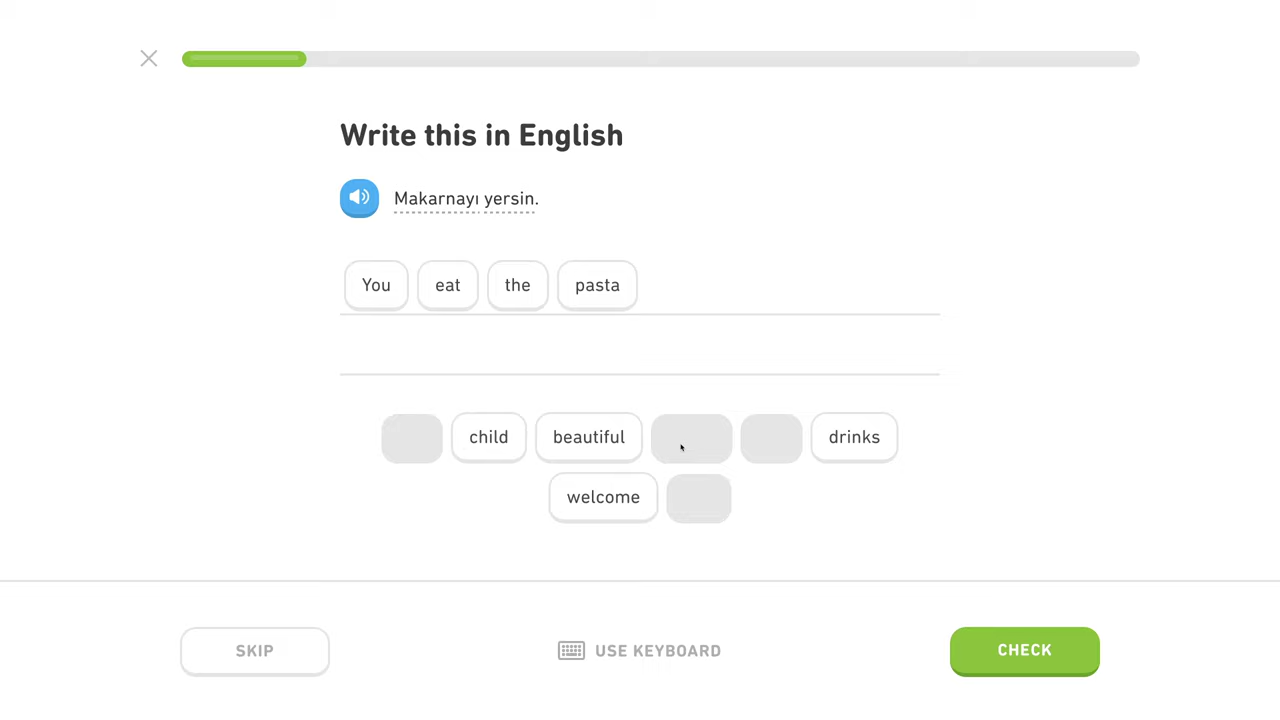 Write this in English
Makarnayı yersin.
You eat the pasta
child beautiful drinks
welcome
SKIP USE KEYBOARD CHECK